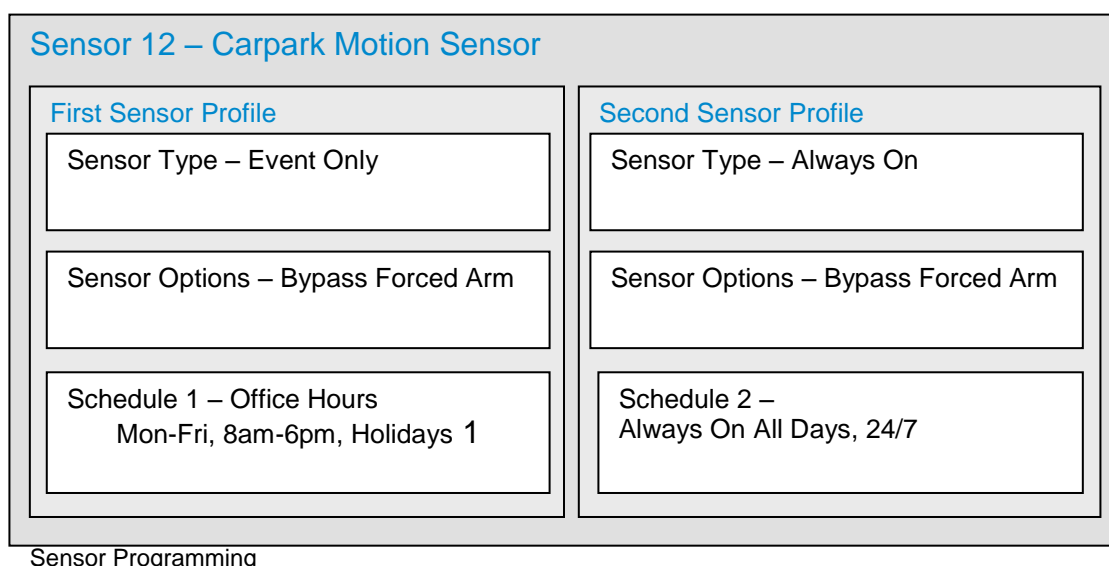 Sensor 12 – Carpark Motion Sensor
First Sensor Profile
Sensor Type – Event Only
Sensor Options – Bypass Forced Arm
Schedule 1 – Office Hours
Mon-Fri, 8am-6pm, Holidays 1
Second Sensor Profile
Sensor Type – Always On
Sensor Options – Bypass Forced Arm
Schedule 2 –
Always On All Days, 24/7
Sensor Programming